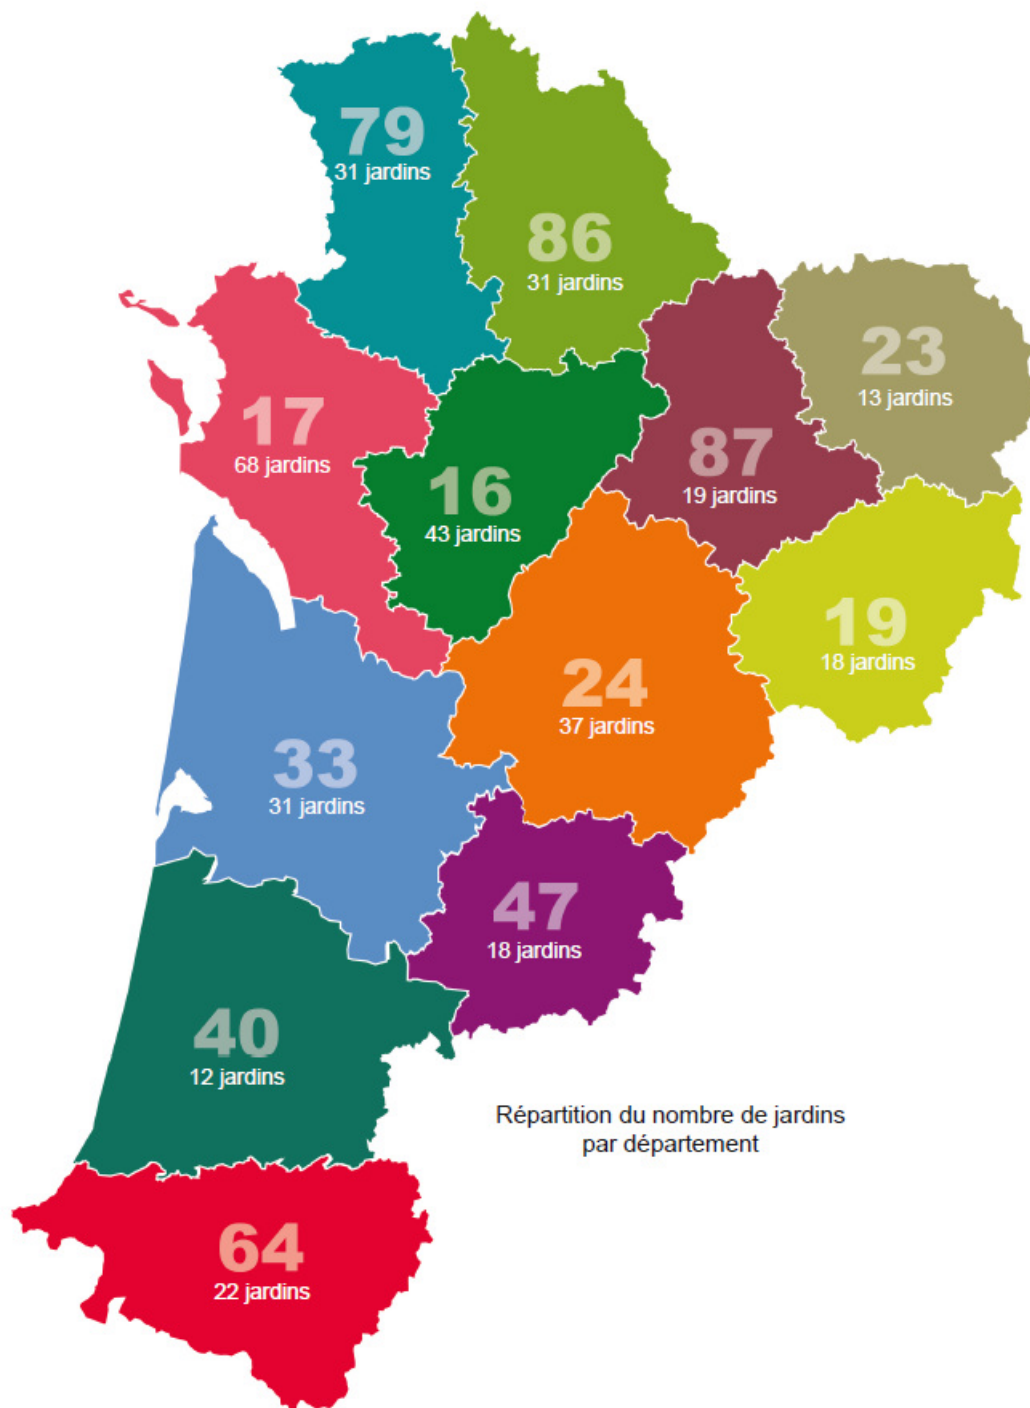 79
31 jardins
86
31 jardins
23
13 jardins
17
68 jardins
87
19 jardins
16
43 jardins
19
18 jardins
24
37 jardins
33
31 jardins
47
18 jardins
40
12 jardins
Répartition du nombre de jardins
par département
64
22 jardins